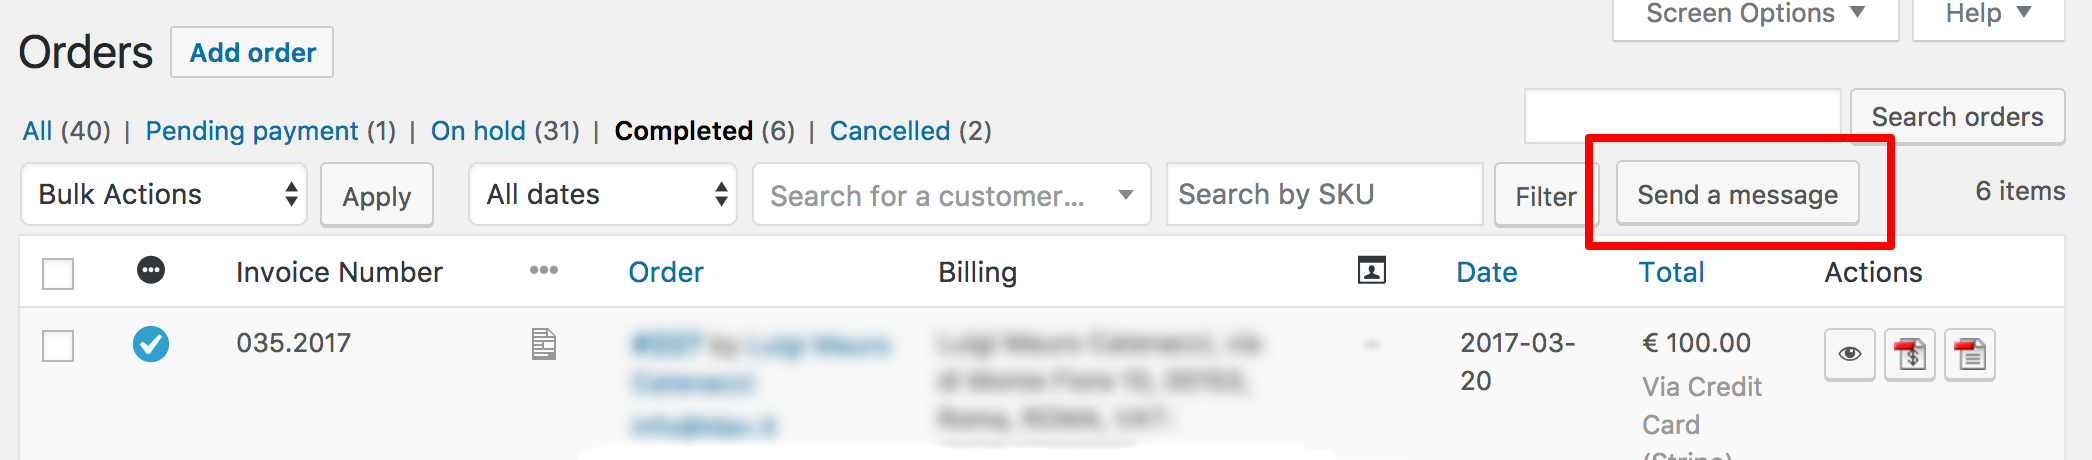 Screen Options Help
Orders Add order
Search orders
All (40) | Pending payment (1) | On hold (31) | Completed (6) | Cancelled (2)
Bulk Actions Apply All dates Search for a customer... Search by SKU Filter Send a message 6 items
Invoice Number Order Billing Date Total Actions
035.2017 - 2017-03- € 100.00
20
Via Credit
Card
(Stripe)